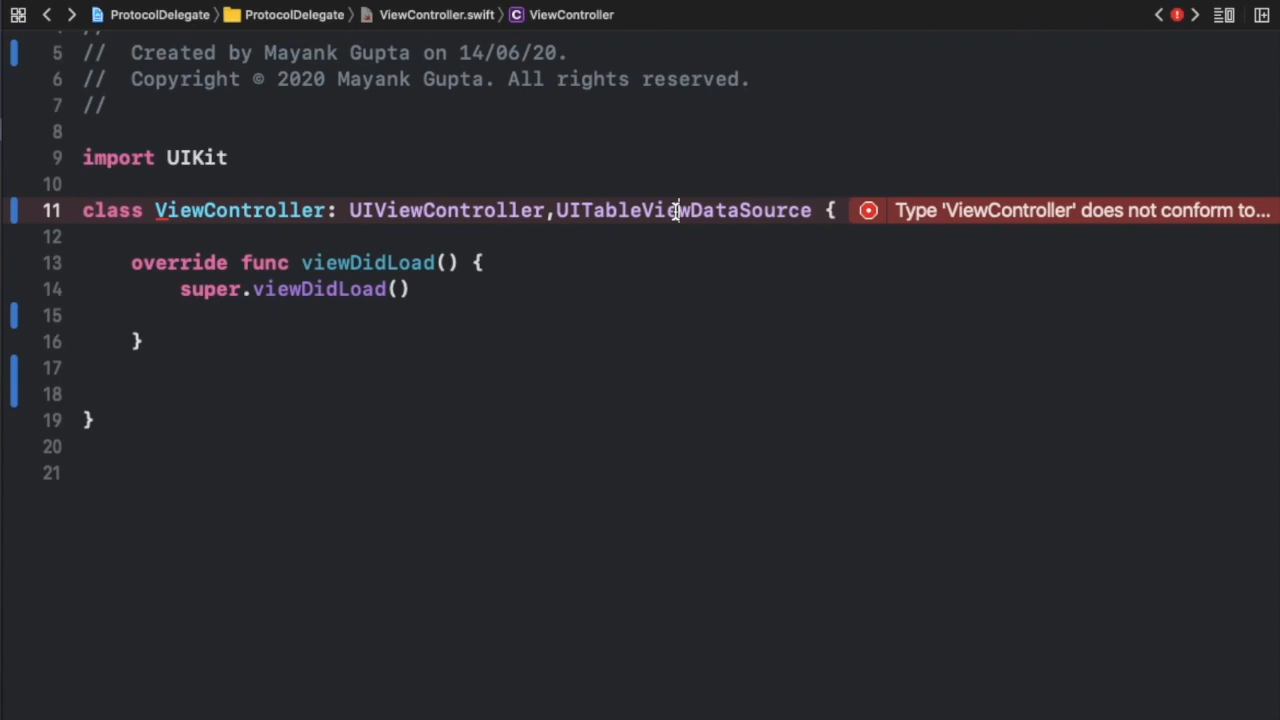 ProtocolDelegate ProtocolDelegate ViewController.swift C ViewController
5 // Created by Mayank Gupta on 14/06/20.
6 // Copyright © 2020 Mayank Gupta. All rights reserved.
7 //
8
9 import UIKit
10
11 class ViewController: UIViewController,UITableViewDataSource { Type 'ViewController' does not conform to...
12
13 override func viewDidLoad() {
14 super.viewDidLoad()
15
16 }
17
18
19 }
20
21